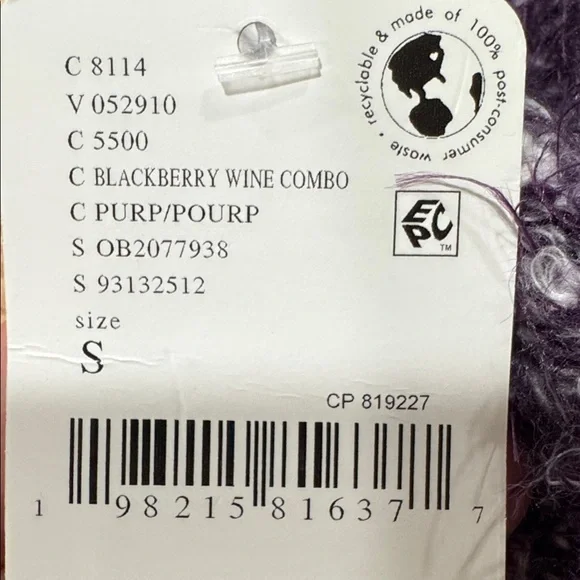 C 8114
V 052910
C 5500
C BLACKBERRY WINE COMBO
C PURP/POURP
S OB2077938
S 93132512
size
S
recyclable & made of 100% post-consumer waste •
EPC
TM
CP 819227
1 98215 81637 7